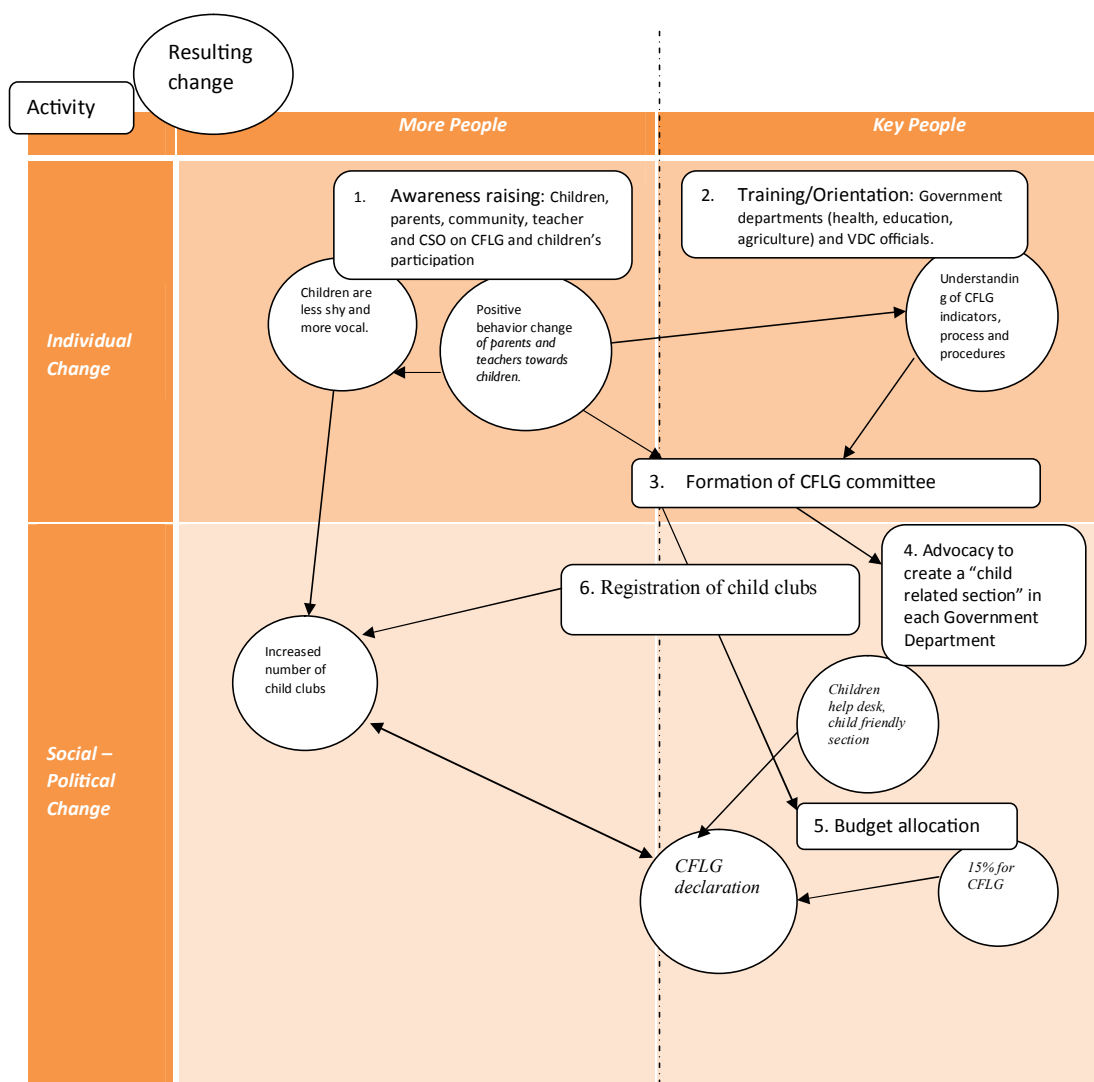 Resulting
change
Activity
More People
Key People
1. Awareness raising: Children,
parents, community, teacher
and CSO on CFLG and children’s
participation
2. Training/Orientation: Government
departments (health, education,
agriculture) and VDC officials.
Children are
less shy and
more vocal.
Positive
behavior change
of parents and
teachers towards
children.
Understandin
g of CFLG
indicators,
process and
procedures
Individual
Change
3. Formation of CFLG committee
4. Advocacy to
create a “child
related section” in
each Government
Department
6. Registration of child clubs
Increased
number of
child clubs
Children
help desk,
child friendly
section
Social –
Political
Change
5. Budget allocation
CFLG
declaration
15% for
CFLG